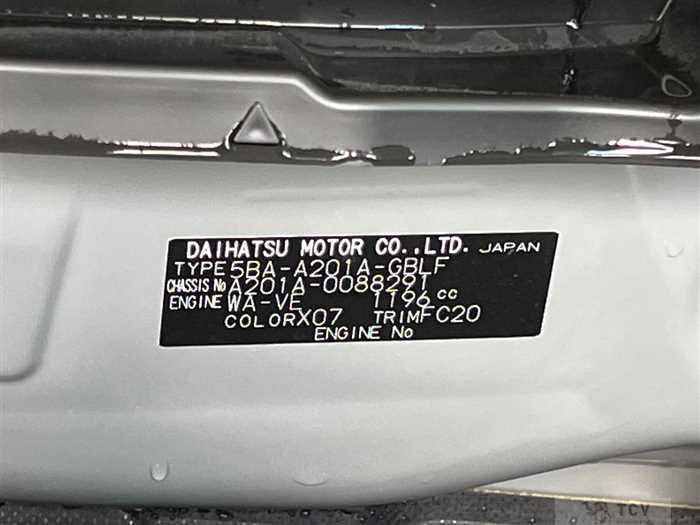 DAIHATSU MOTOR CO.,LTD. JAPAN
TYPE 5BA-A201A-GBLF
CHASSIS No A201A-0088291
ENGINE WA-VE 1196 cc
COLOR X07 TRIM FC20
ENGINE No
TCV